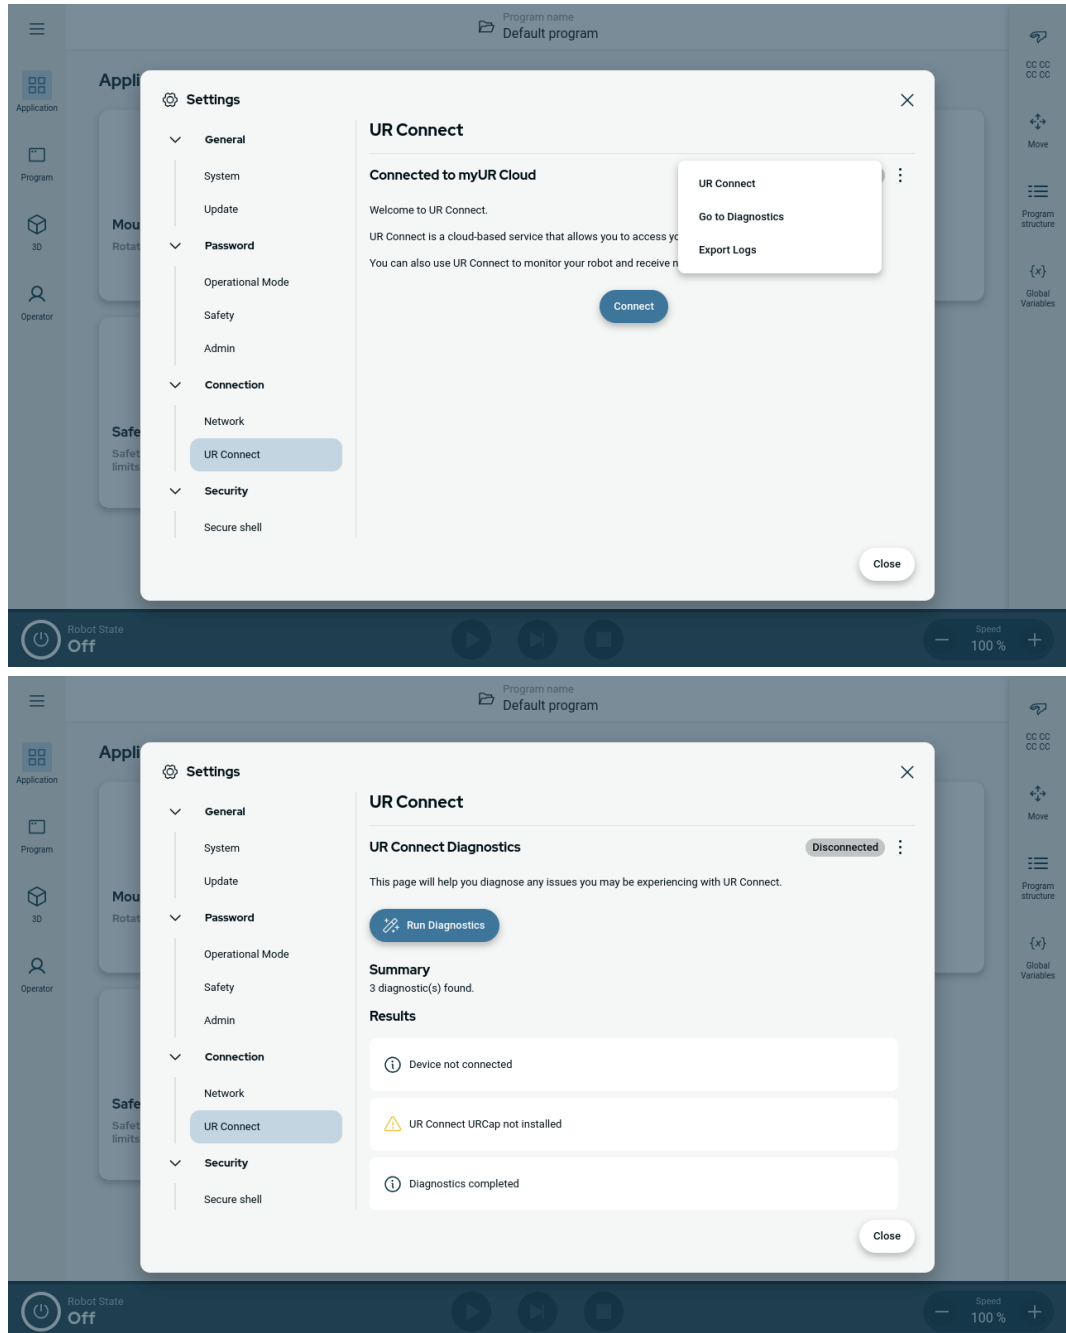 Program name
Default program
Application
Program
3D
Operator
Appli
Mou
Rotat
Safe
Safet
limits
Settings
General
System
Update
Password
Operational Mode
Safety
Admin
Connection
Network
UR Connect
Security
Secure shell
UR Connect
Connected to myUR Cloud
Welcome to UR Connect.
UR Connect is a cloud-based service that allows you to access yo
You can also use UR Connect to monitor your robot and receive n
UR Connect
Go to Diagnostics
Export Logs
Connect
Close
CC CC
CC CC
Move
Program
structure
{x}
Global
Variables
Robot State
Off
Speed
100 %
Program name
Default program
Application
Program
3D
Operator
Appli
Mou
Rotat
Safe
Safet
limits
Settings
General
System
Update
Password
Operational Mode
Safety
Admin
Connection
Network
UR Connect
Security
Secure shell
UR Connect
UR Connect Diagnostics
Disconnected
This page will help you diagnose any issues you may be experiencing with UR Connect.
Run Diagnostics
Summary
3 diagnostic(s) found.
Results
Device not connected
UR Connect URCap not installed
Diagnostics completed
Close
CC CC
CC CC
Move
Program
structure
{x}
Global
Variables
Robot State
Off
Speed
100 %